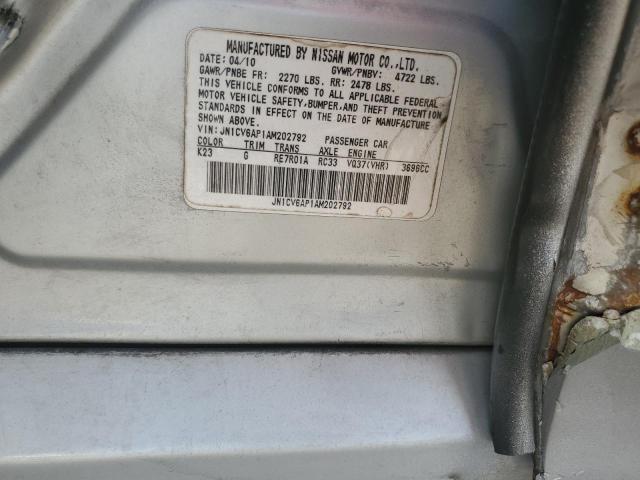 MANUFACTURED BY NISSAN MOTOR CO.,LTD.
DATE: 04/10 GVWR/PNBV: 4722 LBS.
GAWR/PNBE FR: 2270 LBS. RR: 2478 LBS.
THIS VEHICLE CONFORMS TO ALL APPLICABLE FEDERAL
MOTOR VEHICLE SAFETY,BUMPER,AND THEFT PREVENTION
STANDARDS IN EFFECT ON THE DATE OF MANUFACTURE
SHOWN ABOVE.
VIN: JN1CV6AP1AM202792 PASSENGER CAR
COLOR TRIM TRANS AXLE ENGINE
K23 G RE7R01A RC33 VQ37(VHR) 3696CC
JN1CV6AP1AM202792